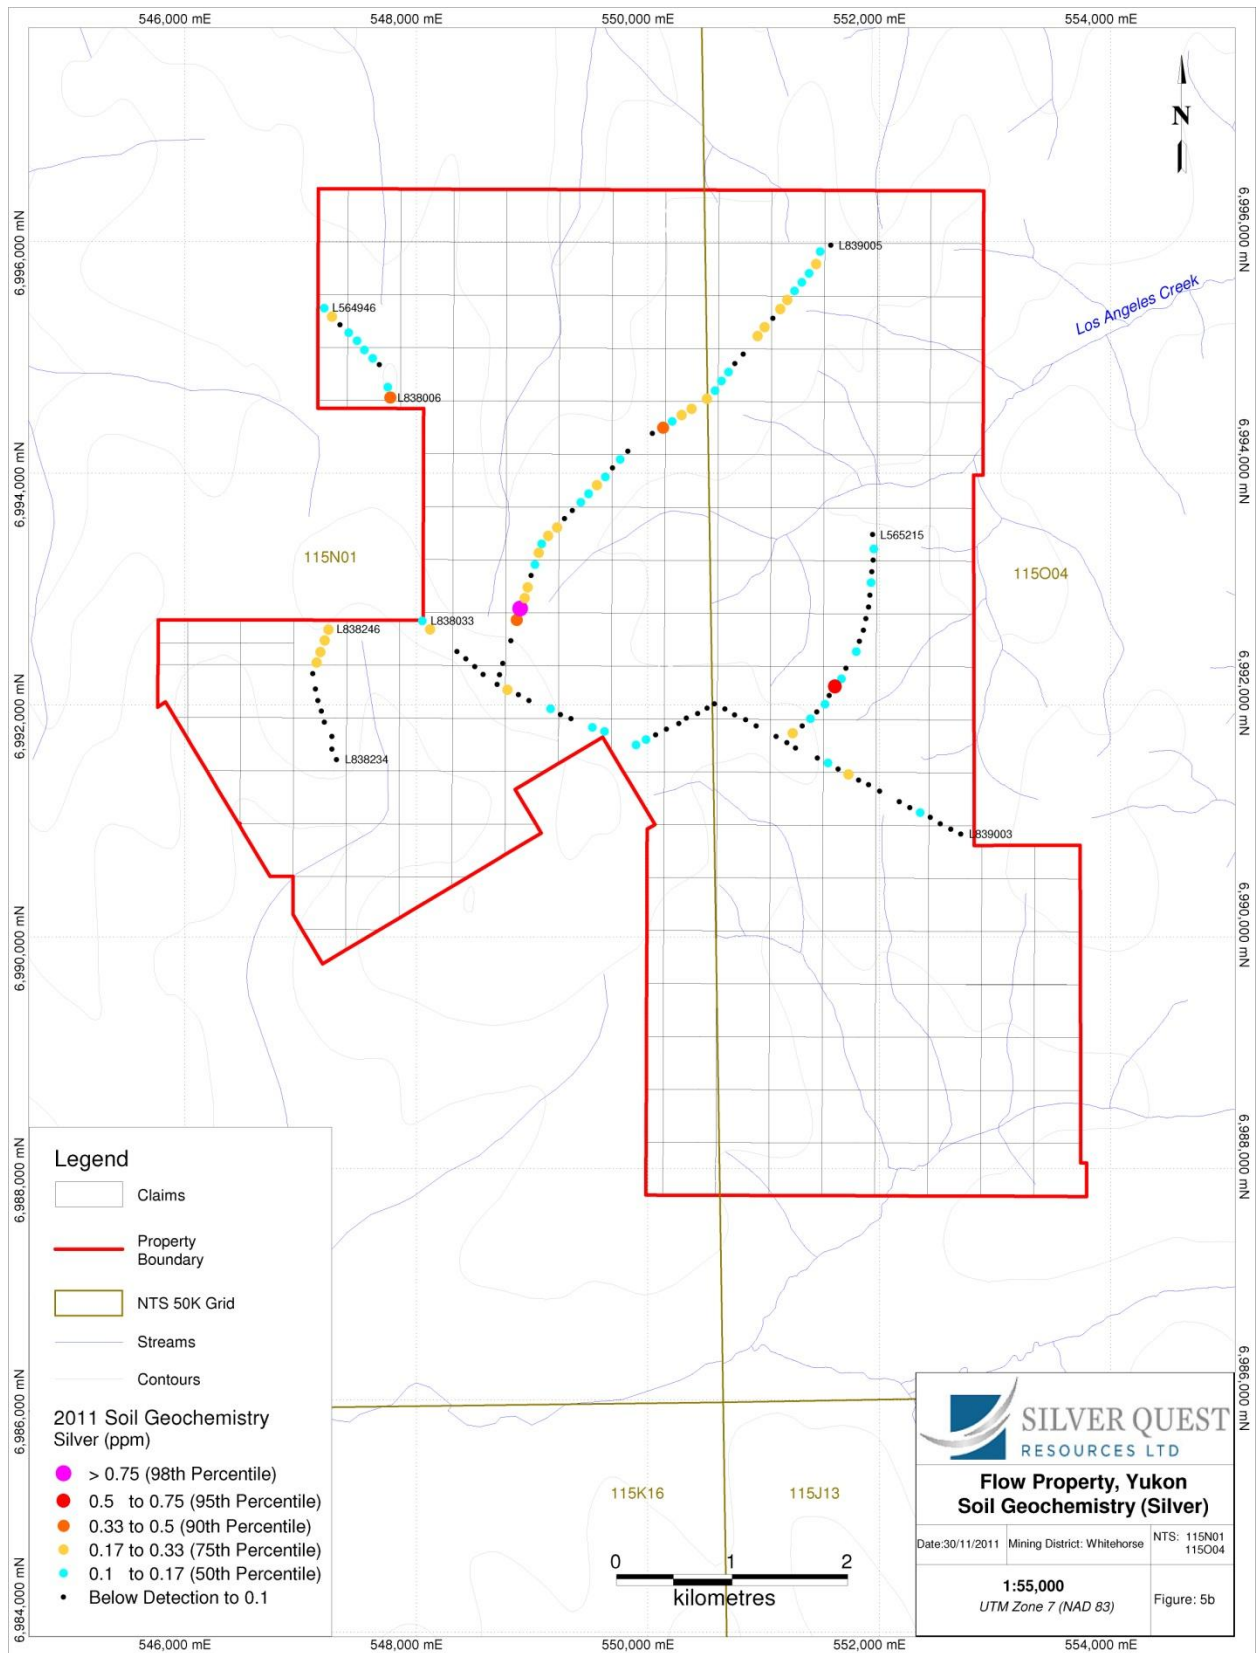 546,000 mE
548,000 mE
550,000 mE
552,000 mE
554,000 mE
N
6,996,000 mN
6,996,000 mN
L839005
Los Angeles Creek
L564946
L838006
6,994,000 mN
6,994,000 mN
L565215
115N01
115O04
L838033
L838246
6,992,000 mN
6,992,000 mN
L838234
L839003
6,990,000 mN
6,990,000 mN
6,988,000 mN
6,988,000 mN
Legend
Claims
Property
Boundary
NTS 50K Grid
Streams
Contours
6,986,000 mN
6,986,000 mN
2011 Soil Geochemistry
Silver (ppm)
> 0.75 (98th Percentile)
0.5 to 0.75 (95th Percentile)
0.33 to 0.5 (90th Percentile)
0.17 to 0.33 (75th Percentile)
0.1 to 0.17 (50th Percentile)
Below Detection to 0.1
6,984,000 mN
6,984,000 mN
115K16
115J13
0 1 2
kilometres
SILVER QUEST
RESOURCES LTD
Flow Property, Yukon
Soil Geochemistry (Silver)
Date:30/11/2011
Mining District: Whitehorse
NTS: 115N01
115O04
1:55,000
UTM Zone 7 (NAD 83)
Figure: 5b
546,000 mE
548,000 mE
550,000 mE
552,000 mE
554,000 mE